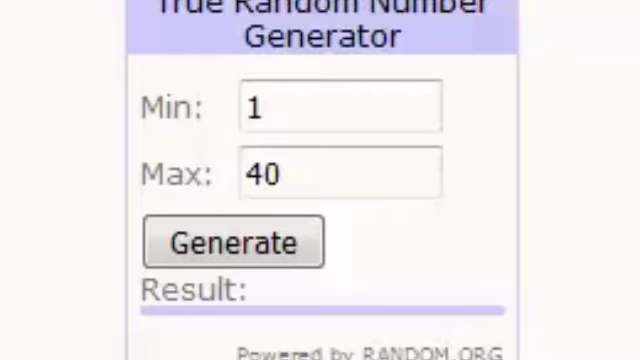 True Random Number
Generator
Min: 1
Max: 40
Generate
Result:
Powered by RANDOM.ORG